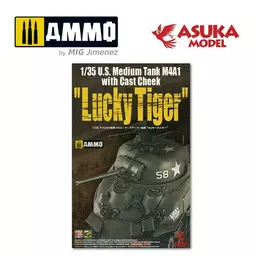 AMMO
by MIG Jimenez
ASUKA
MODEL
1/35 U.S. Medium Tank M4A1
with Cast Cheek
"Lucky Tiger"
AMMO
58